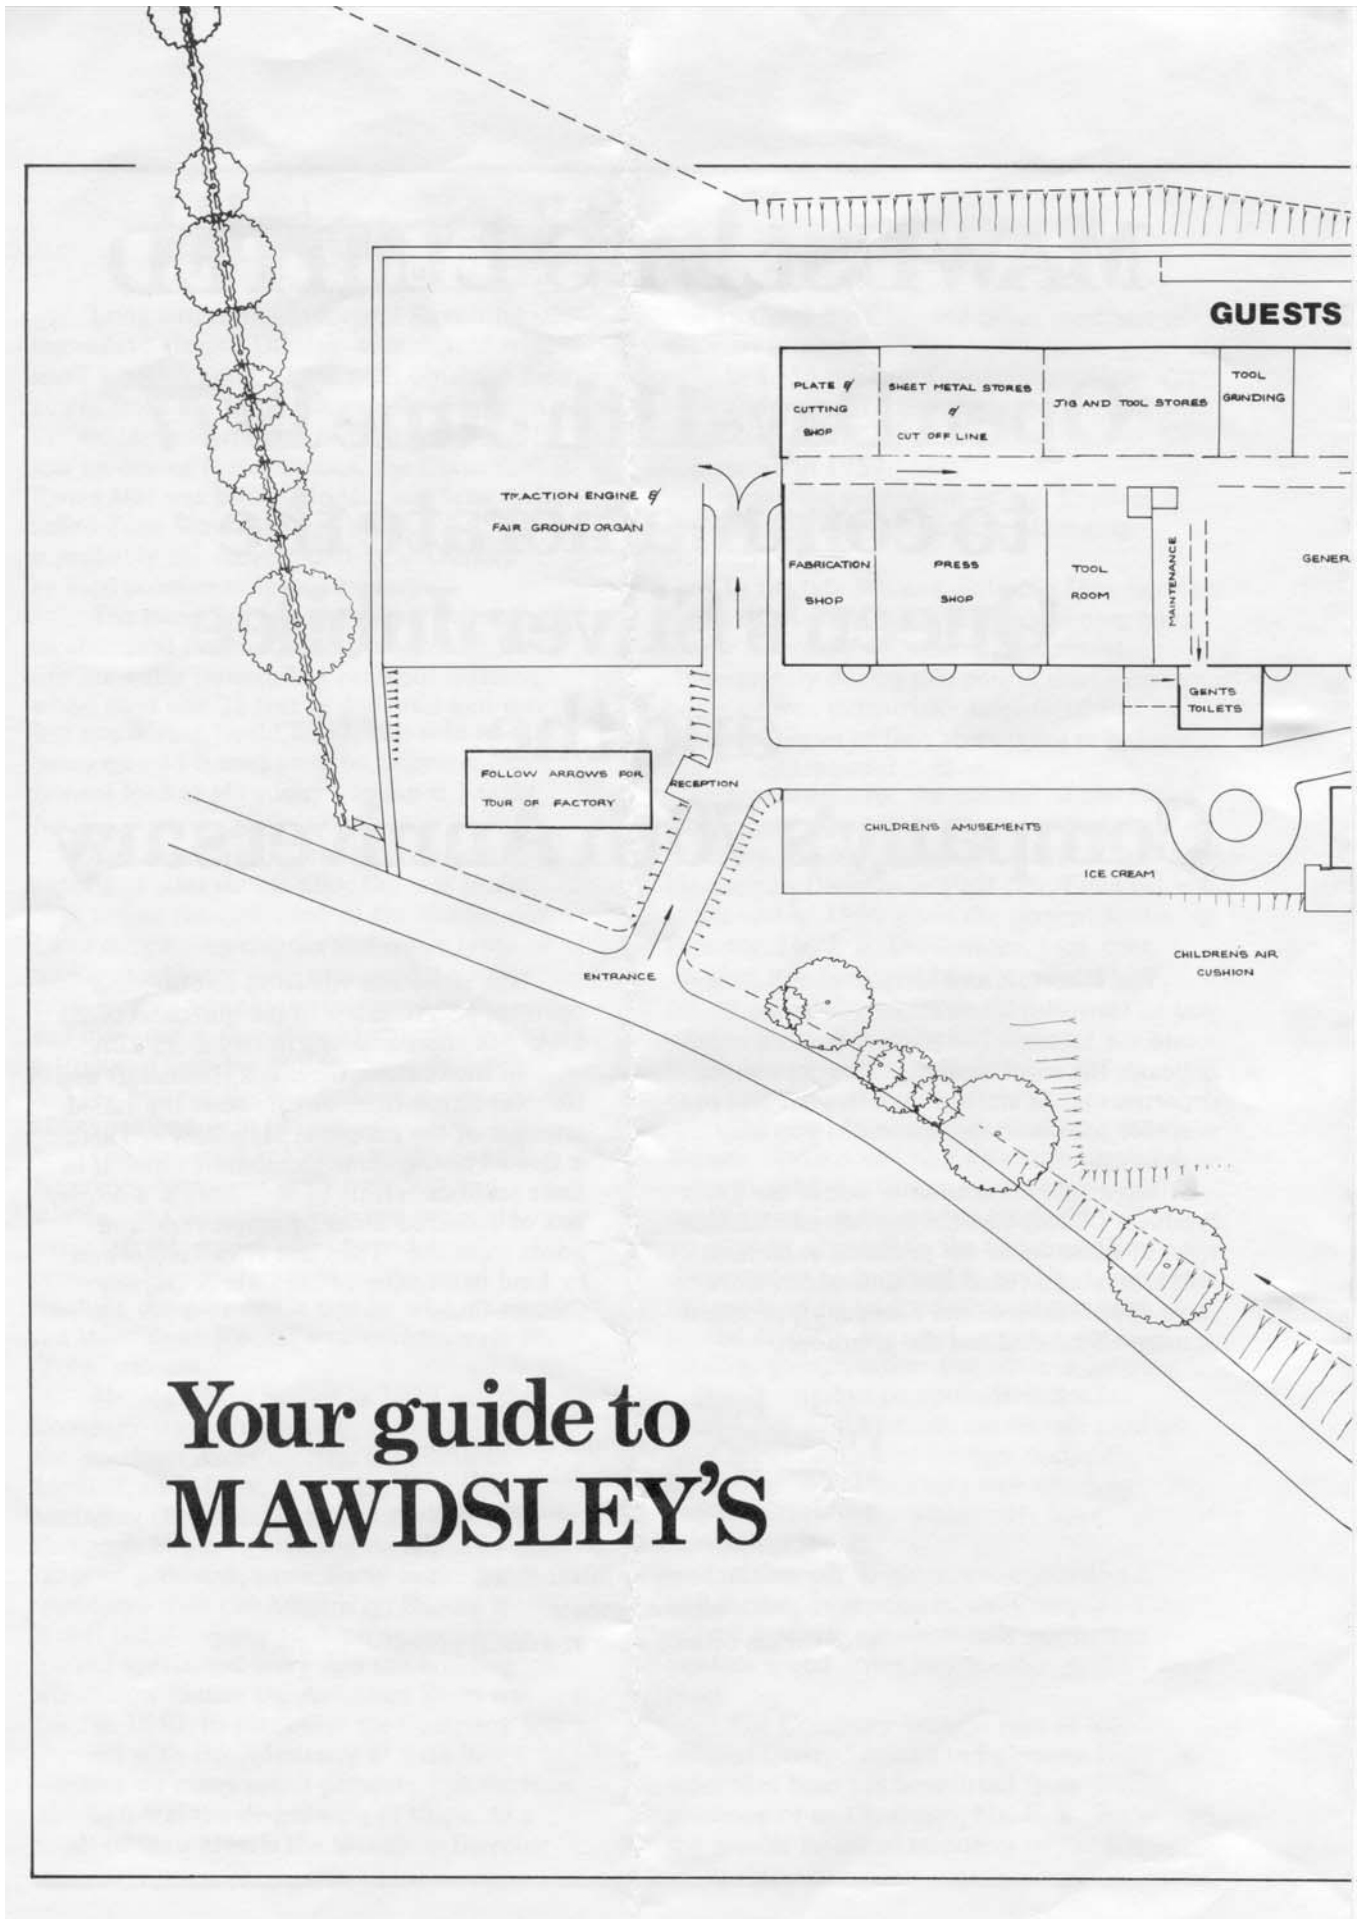 GUESTS
PLATE &
CUTTING
SHOP
SHEET METAL STORES
&
CUT OFF LINE
JIG AND TOOL STORES
TOOL
GRINDING
TRACTION ENGINE &
FAIR GROUND ORGAN
FABRICATION
SHOP
PRESS
SHOP
TOOL
ROOM
MAINTENANCE
GENER
GENTS
TOILETS
FOLLOW ARROWS FOR
TOUR OF FACTORY
RECEPTION
CHILDRENS AMUSEMENTS
ICE CREAM
ENTRANCE
CHILDRENS AIR
CUSHION
Your guide to
MAWDSLEY'S